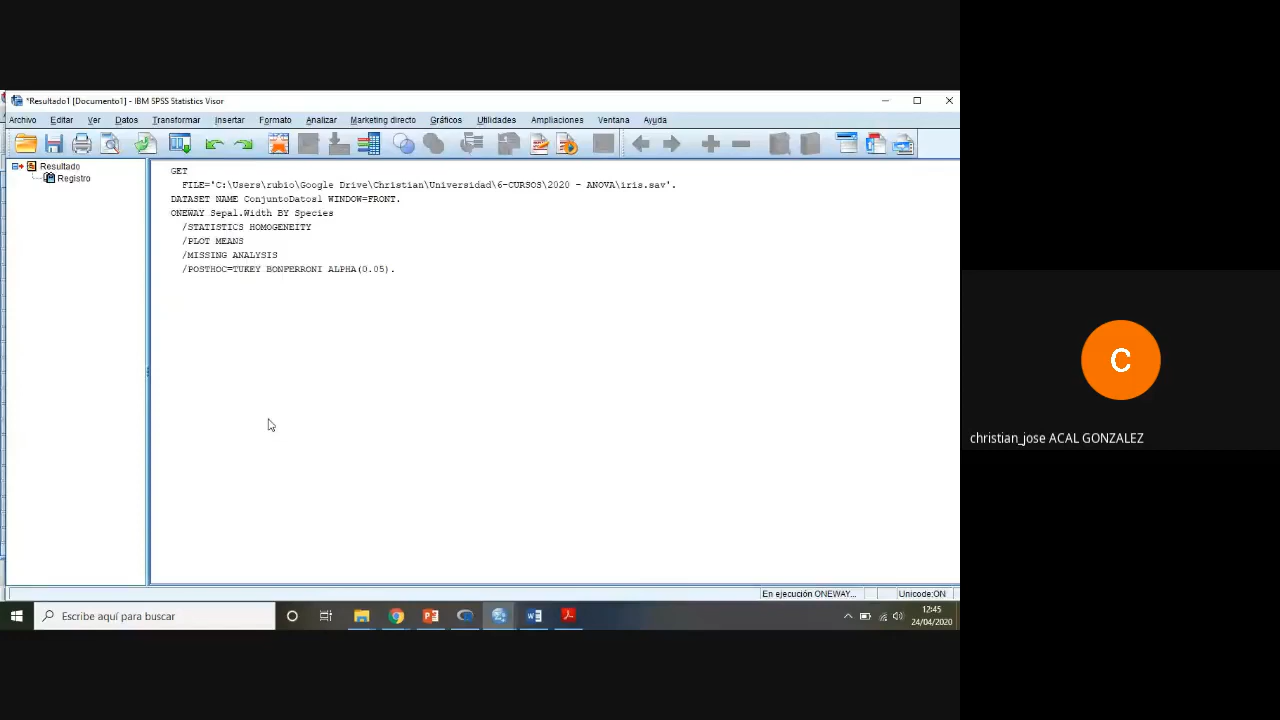 *Resultado1 [Documento1] - IBM SPSS Statistics Visor
Archivo Editar Ver Datos Transformar Insertar Formato Analizar Marketing directo Gráficos Utilidades Ampliaciones Ventana Ayuda
Resultado
Registro
GET
FILE='C:\Users\rubio\Google Drive\Christian\Universidad\6-CURSOS\2020 - ANOVA\iris.sav'.
DATASET NAME ConjuntoDatos1 WINDOW=FRONT.
ONEWAY Sepal.Width BY Species
/STATISTICS HOMOGENEITY
/PLOT MEANS
/MISSING ANALYSIS
/POSTHOC=TUKEY BONFERRONI ALPHA(0.05).
C
christian_jose ACAL GONZALEZ
En ejecución ONEWAY... Unicode:ON
Escribe aquí para buscar
12:45
24/04/2020